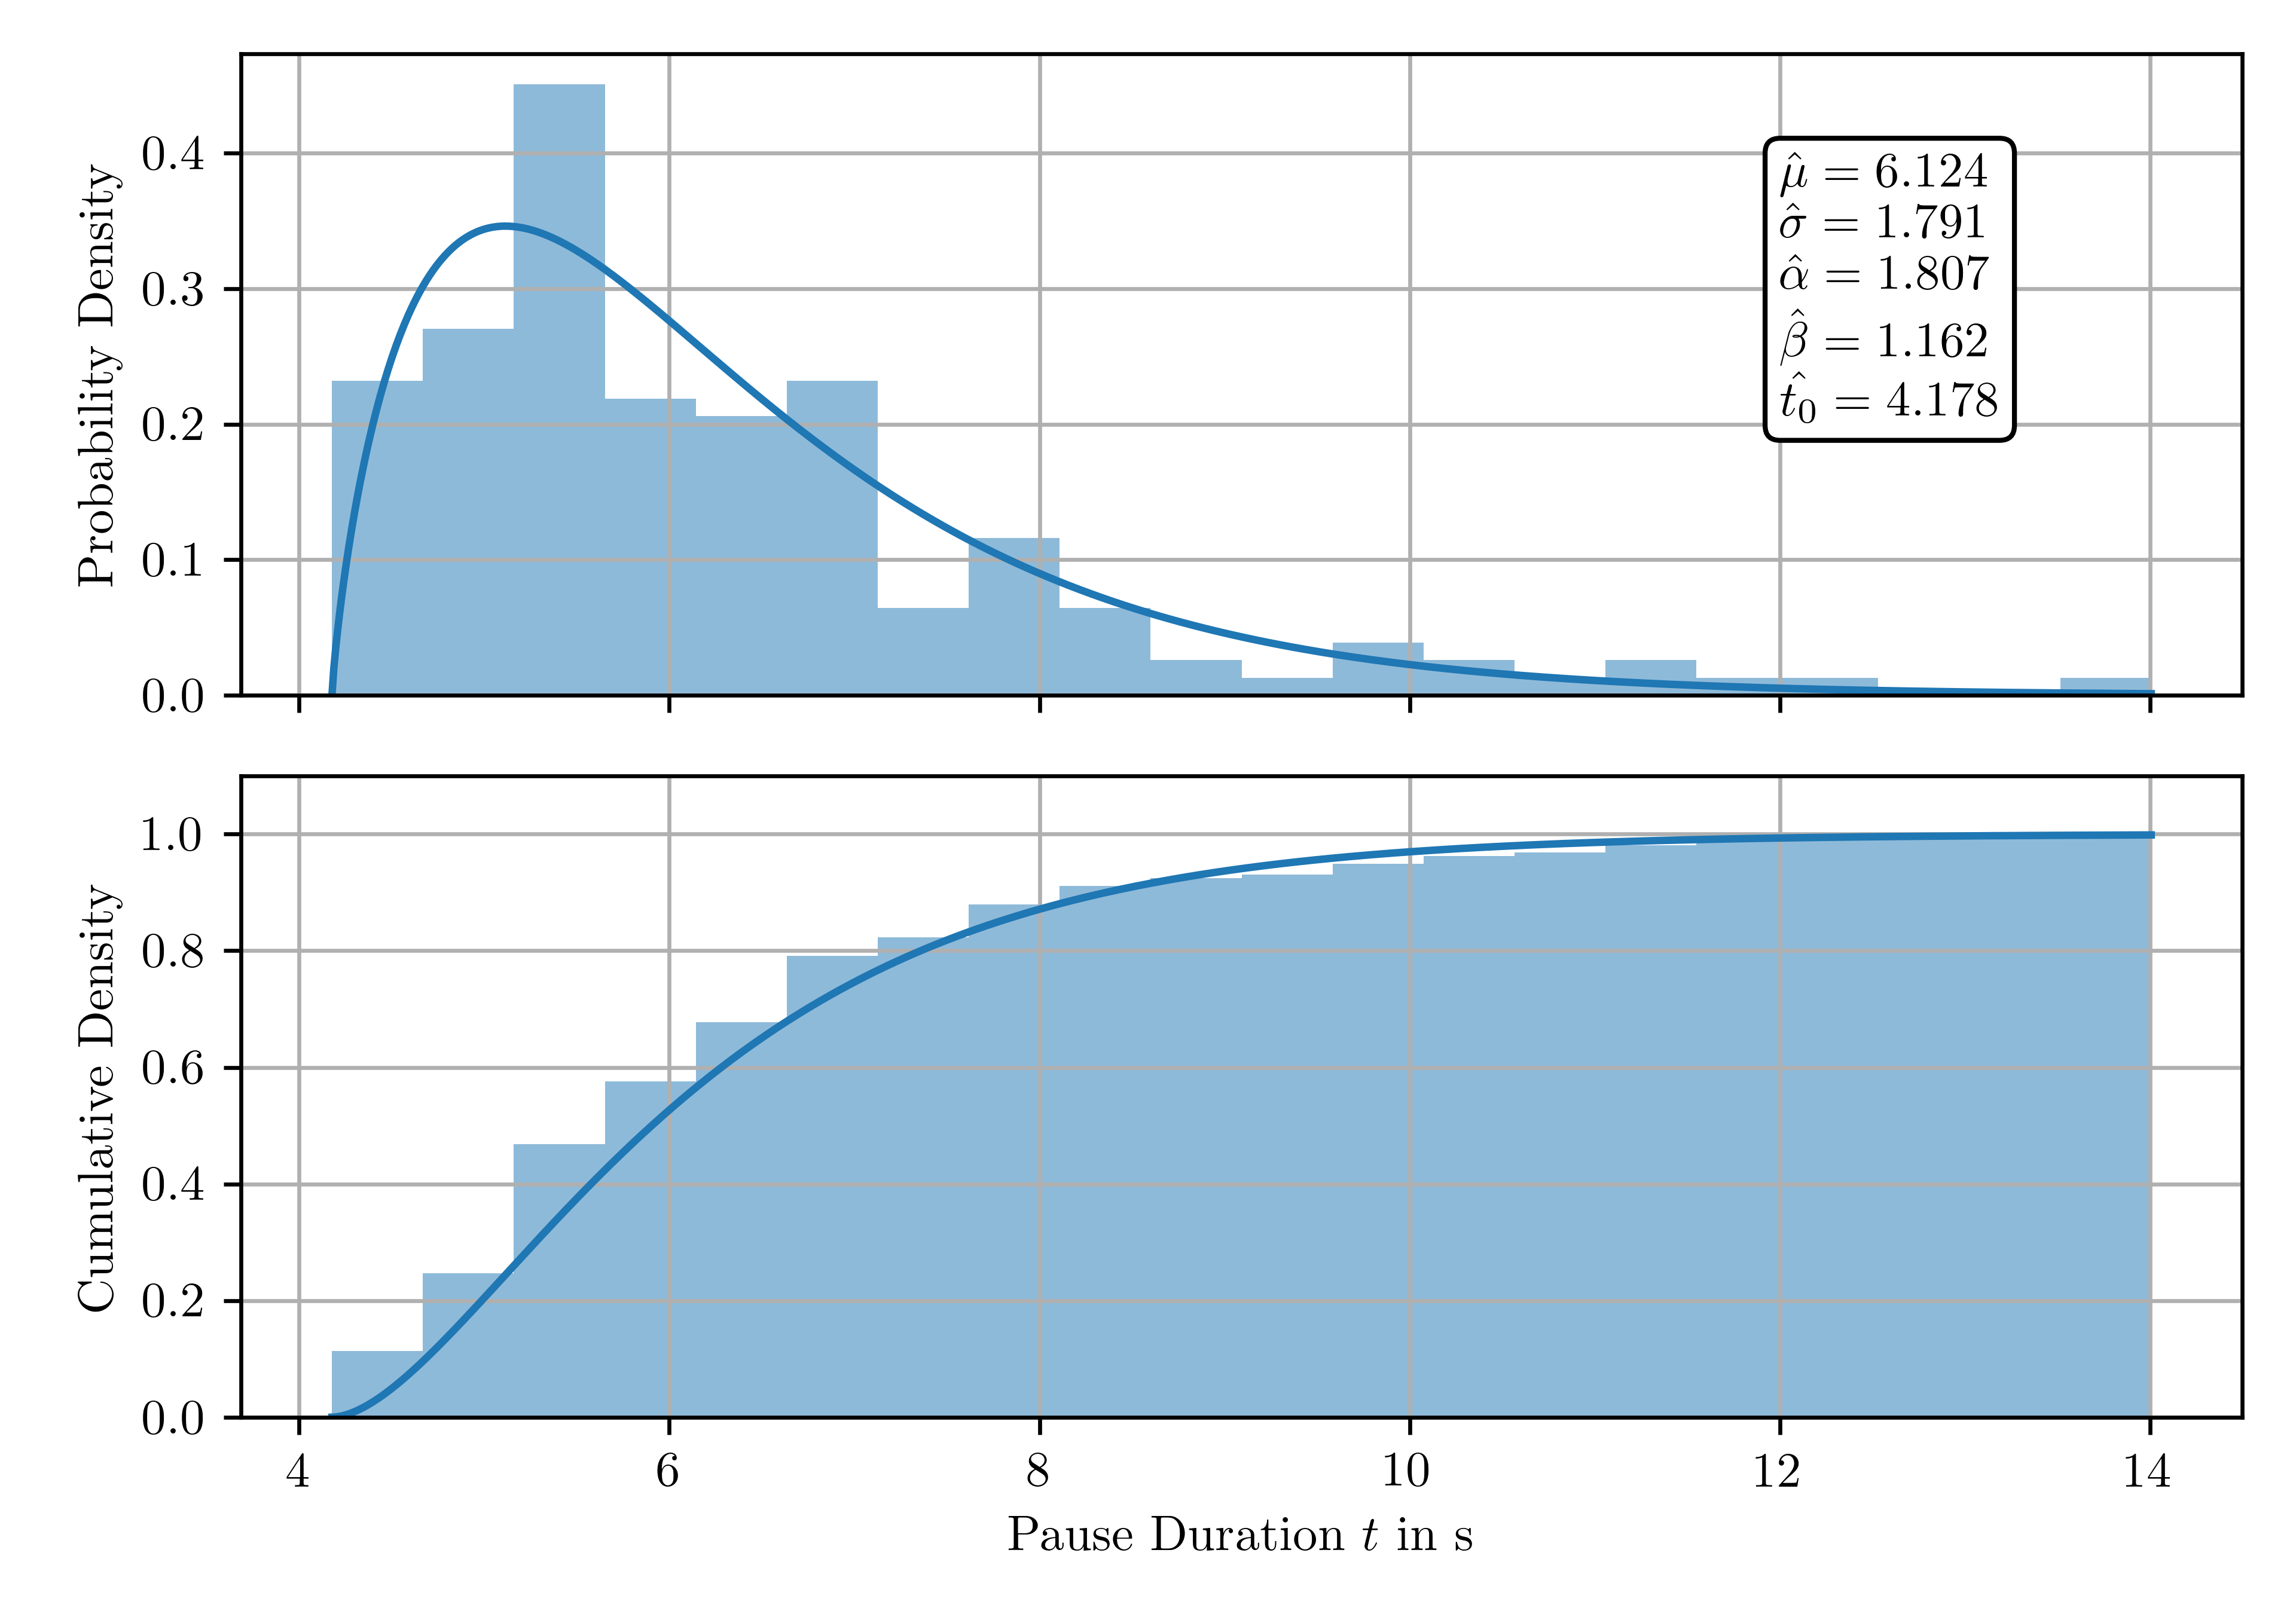 Probability Density
0.4
0.3
0.2
0.1
0.0
μ̂ = 6.124
σ̂ = 1.791
α̂ = 1.807
β̂ = 1.162
t̂₀ = 4.178
Cumulative Density
1.0
0.8
0.6
0.4
0.2
0.0
4 6 8 10 12 14
Pause Duration t in s